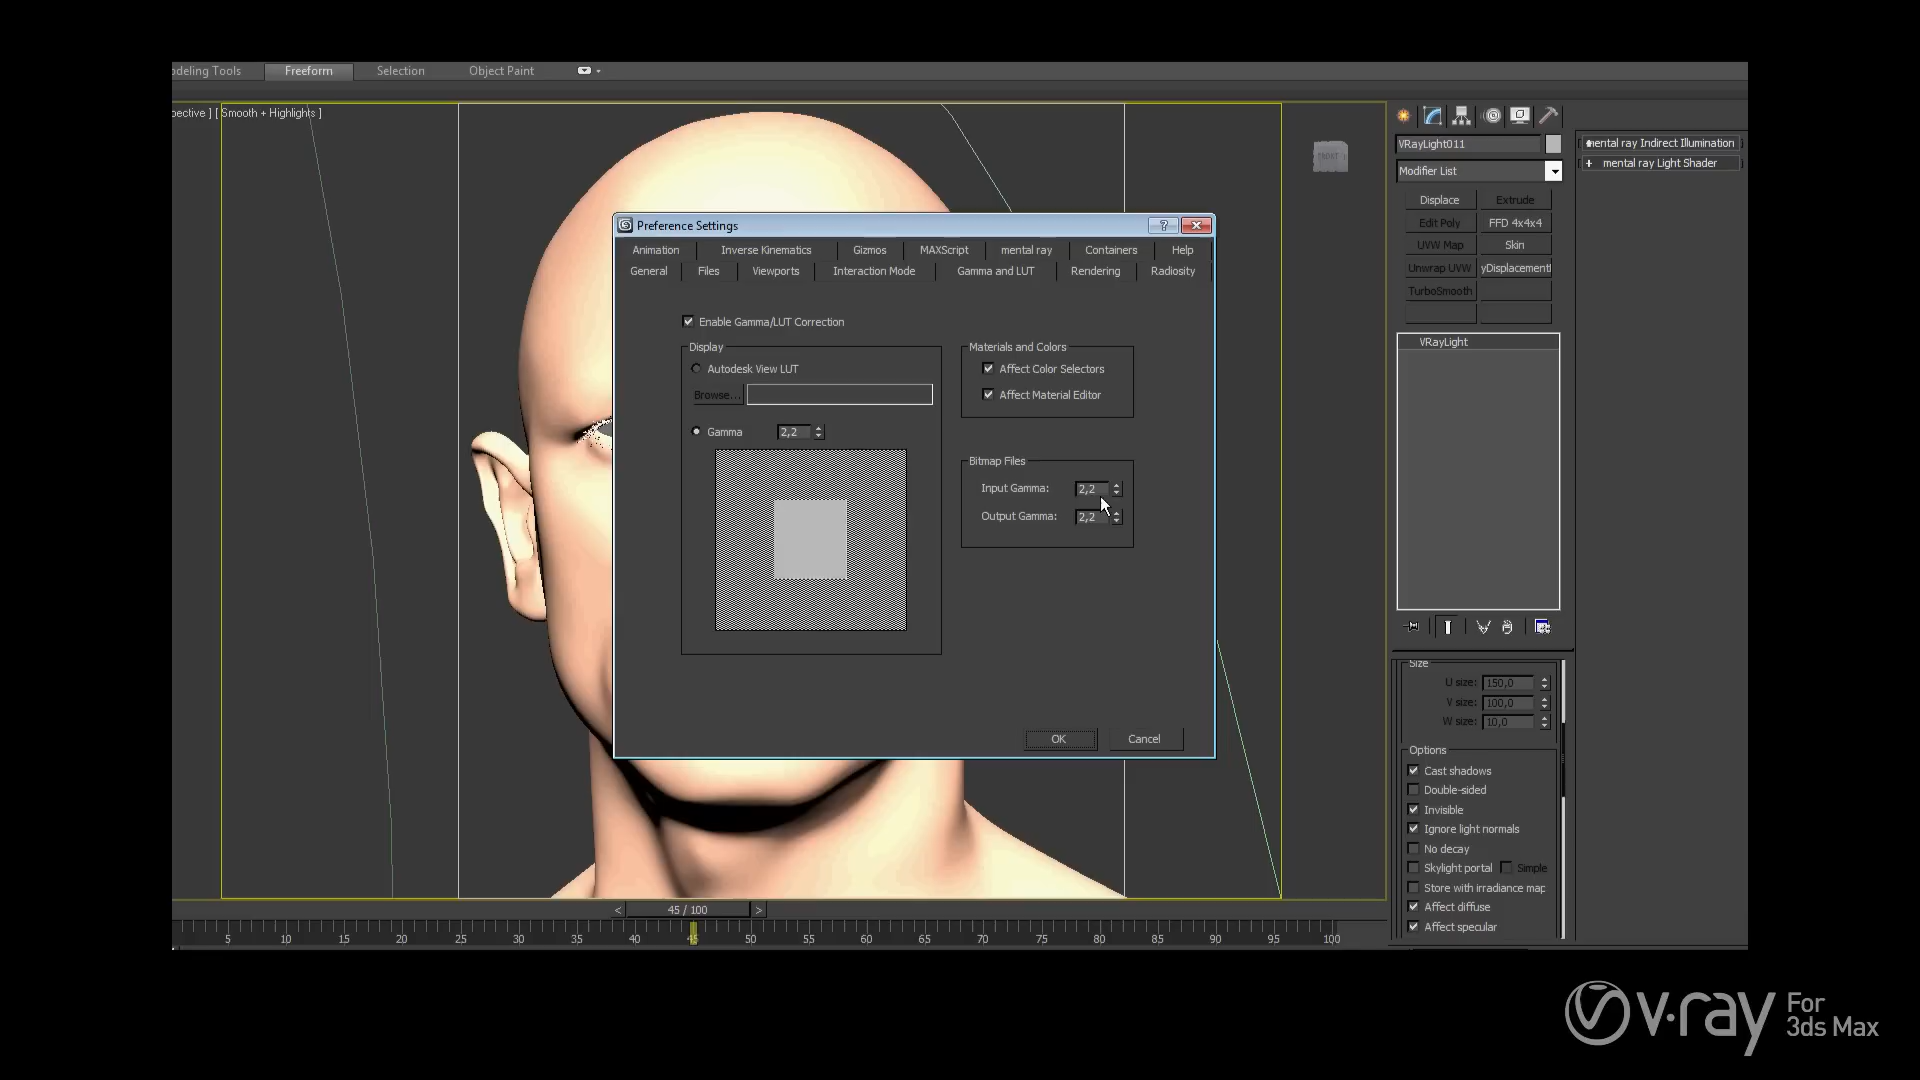 odeling Tools
Freeform
Selection
Object Paint
pective ] [ Smooth + Highlights ]
VRayLight011
Modifier List
Displace
Extrude
Edit Poly
FFD 4x4x4
UVW Map
Skin
Unwrap UVW
yDisplacementI
TurboSmooth
VRayLight
Size
U size: 150,0
V size: 100,0
W size: 10,0
Options
Cast shadows
Double-sided
Invisible
Ignore light normals
No decay
Skylight portal
Simple
Store with irradiance map
Affect diffuse
Affect specular
mental ray Indirect Illumination
+ mental ray Light Shader
FRONT
Preference Settings
?
Animation
Inverse Kinematics
Gizmos
MAXScript
mental ray
Containers
Help
General
Files
Viewports
Interaction Mode
Gamma and LUT
Rendering
Radiosity
Enable Gamma/LUT Correction
Display
Autodesk View LUT
Browse...
Gamma 2,2
Materials and Colors
Affect Color Selectors
Affect Material Editor
Bitmap Files
Input Gamma: 2,2
Output Gamma: 2,2
OK
Cancel
< 45 / 100 >
5 10 15 20 25 30 35 40 45 50 55 60 65 70 75 80 85 90 95 100
v·ray For
3ds Max